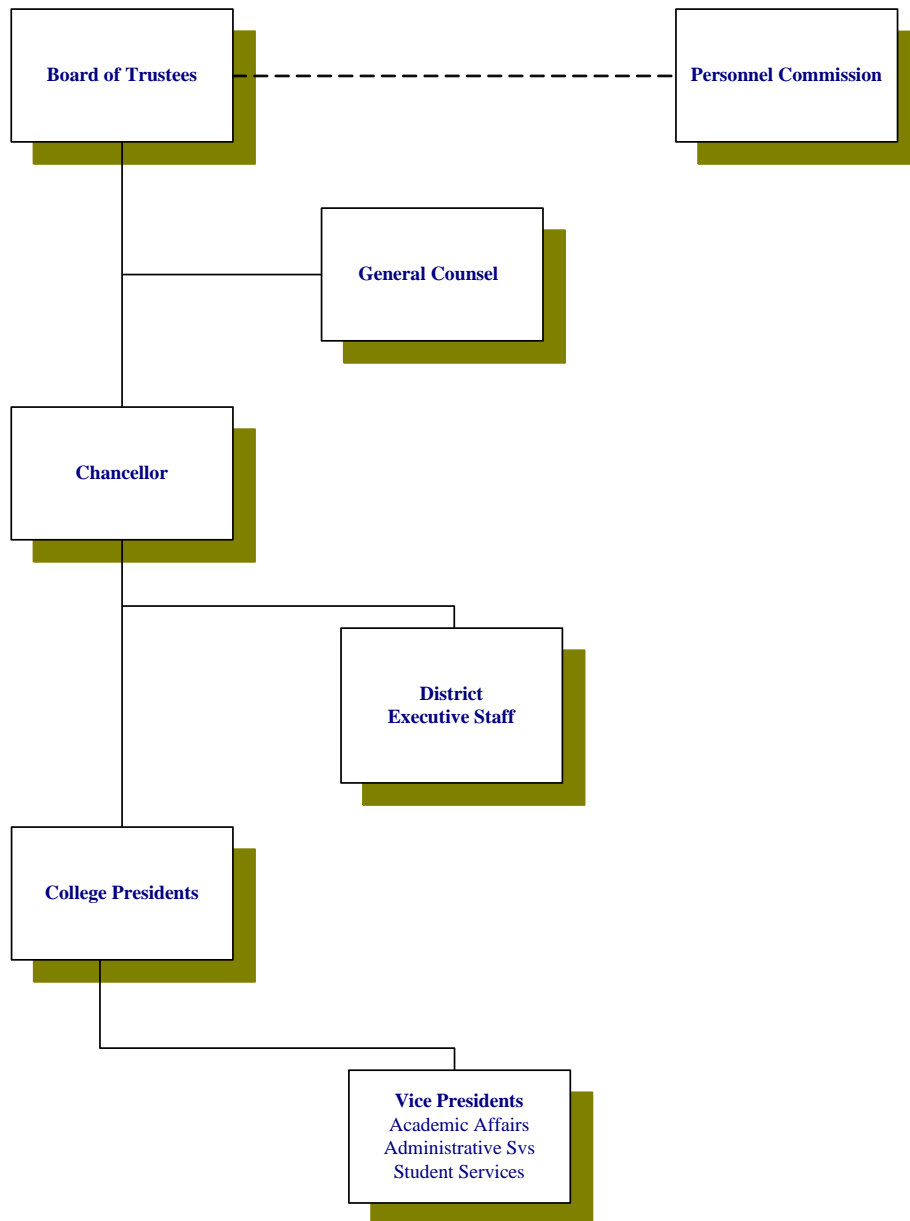 Board of Trustees
Personnel Commission
General Counsel
Chancellor
District
Executive Staff
College Presidents
Vice Presidents
Academic Affairs
Administrative Svs
Student Services